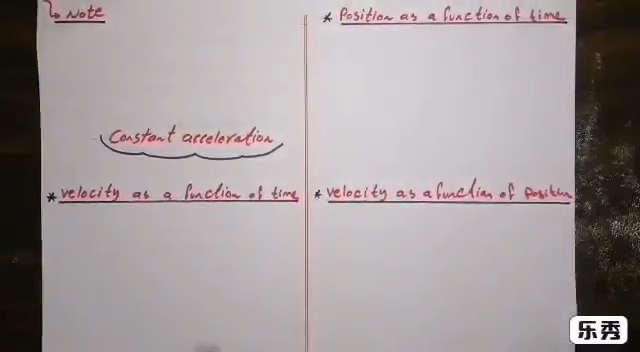 Note
Constant acceleration
* velocity as a function of time
* Position as a function of time
* velocity as a function of position
乐秀